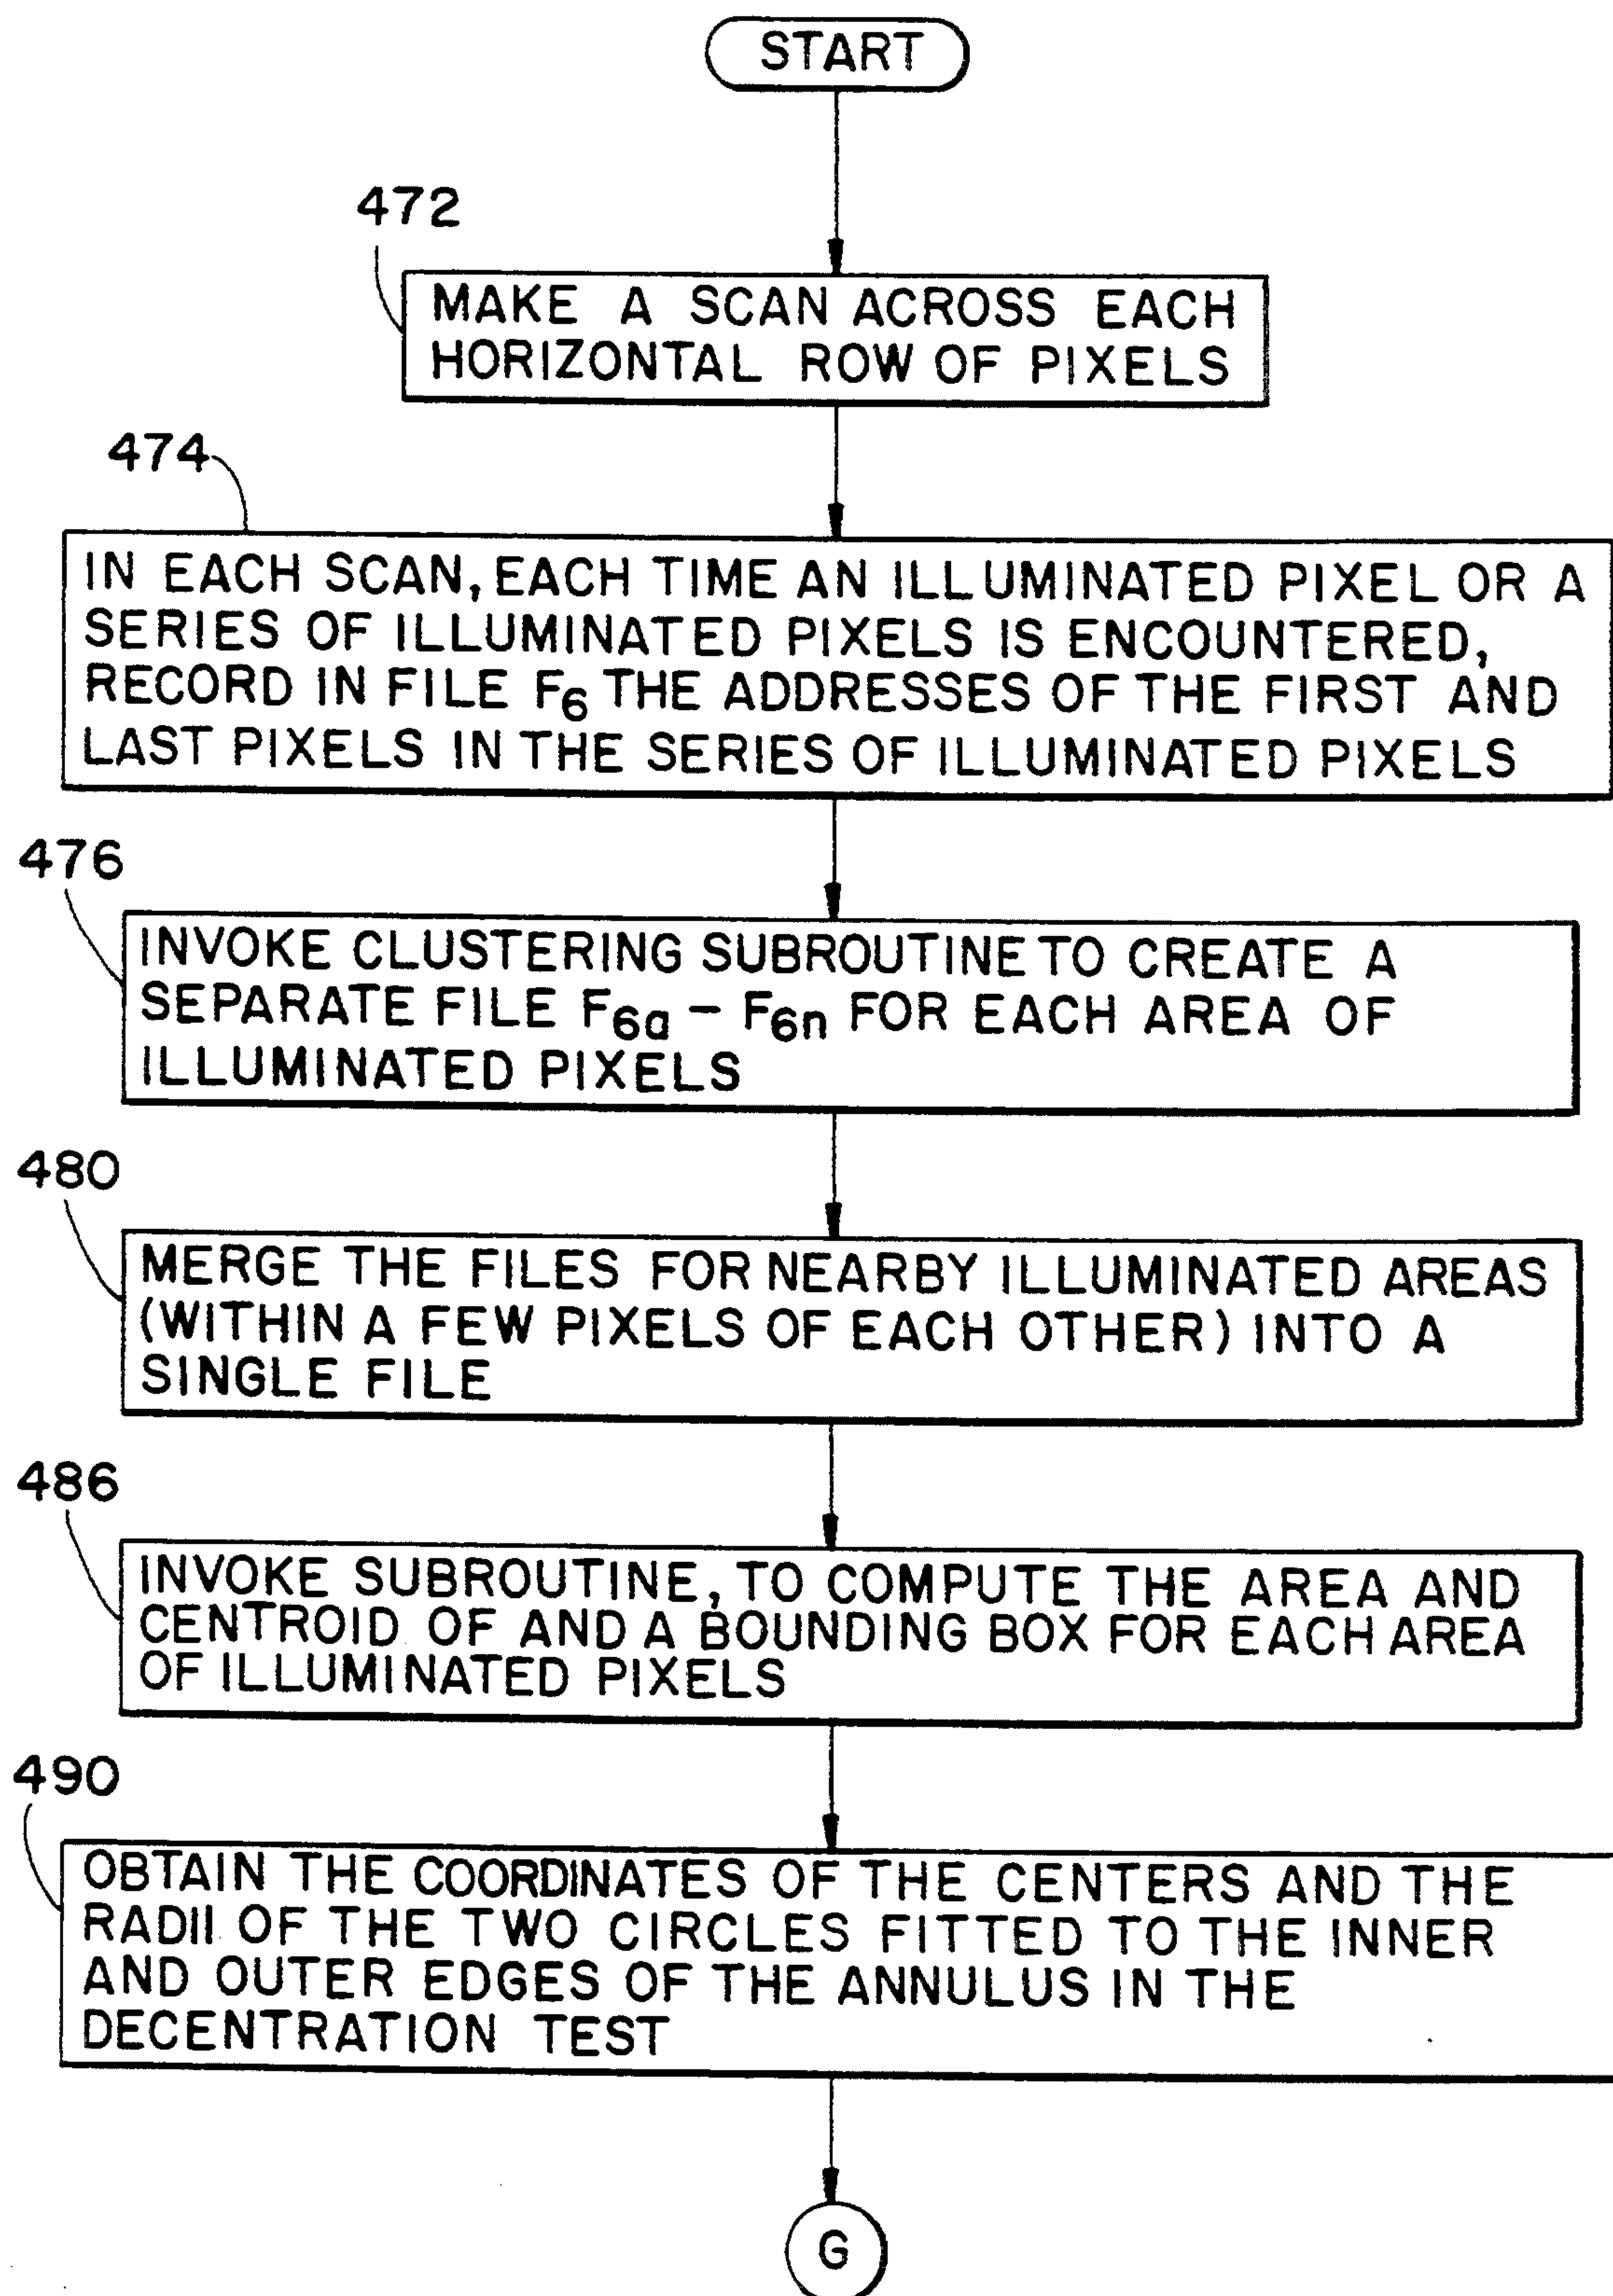 START
472
MAKE A SCAN ACROSS EACH
HORIZONTAL ROW OF PIXELS
474
IN EACH SCAN, EACH TIME AN ILLUMINATED PIXEL OR A
SERIES OF ILLUMINATED PIXELS IS ENCOUNTERED,
RECORD IN FILE F6 THE ADDRESSES OF THE FIRST AND
LAST PIXELS IN THE SERIES OF ILLUMINATED PIXELS
476
INVOKE CLUSTERING SUBROUTINE TO CREATE A
SEPARATE FILE F6a – F6n FOR EACH AREA OF
ILLUMINATED PIXELS
480
MERGE THE FILES FOR NEARBY ILLUMINATED AREAS
(WITHIN A FEW PIXELS OF EACH OTHER) INTO A
SINGLE FILE
486
INVOKE SUBROUTINE, TO COMPUTE THE AREA AND
CENTROID OF AND A BOUNDING BOX FOR EACH AREA
OF ILLUMINATED PIXELS
490
OBTAIN THE COORDINATES OF THE CENTERS AND THE
RADII OF THE TWO CIRCLES FITTED TO THE INNER
AND OUTER EDGES OF THE ANNULUS IN THE
DECENTRATION TEST
G